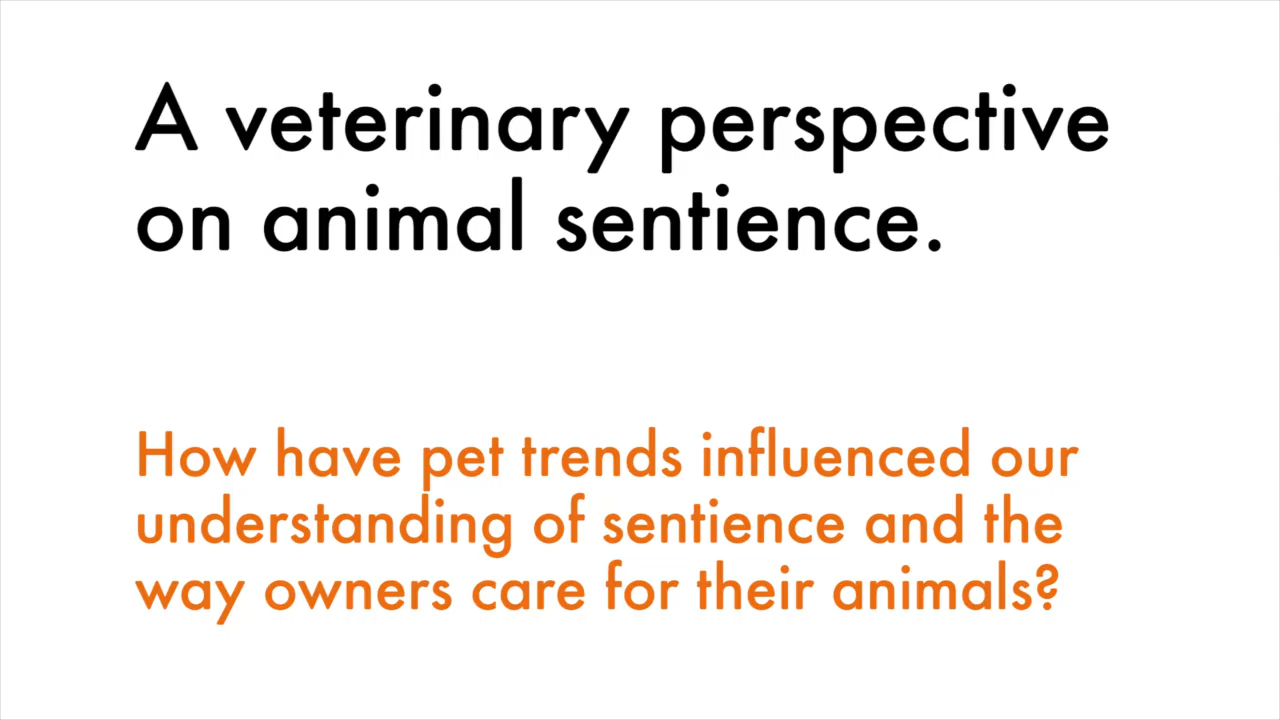 A veterinary perspective
on animal sentience.
How have pet trends influenced our
understanding of sentience and the
way owners care for their animals?